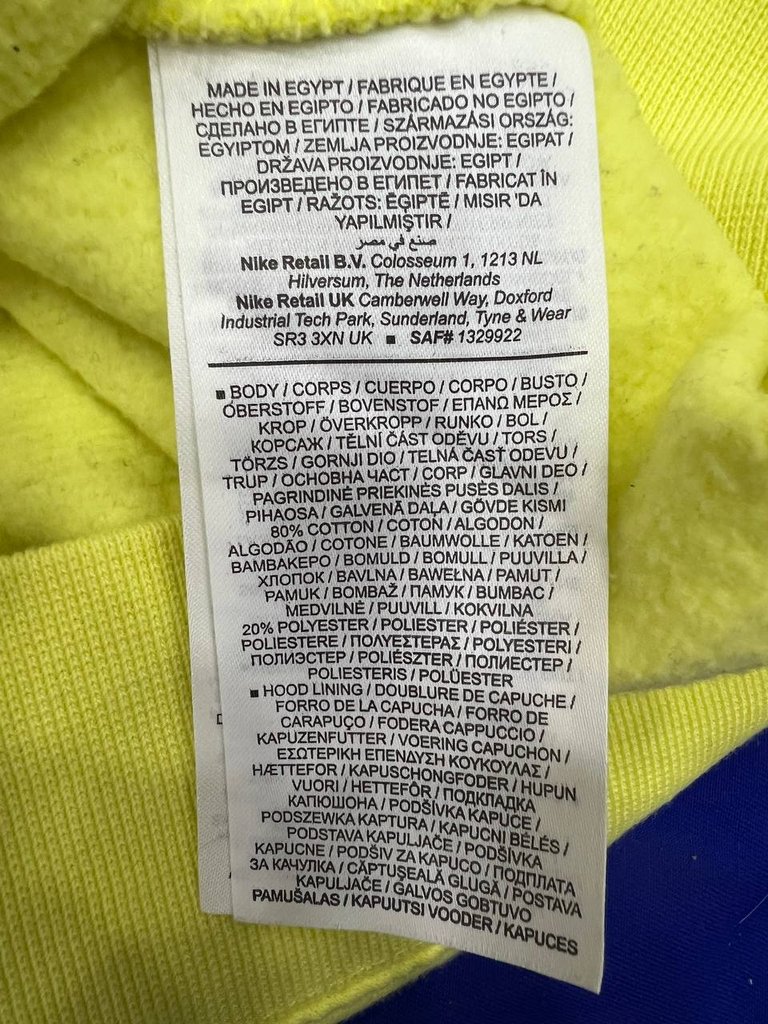 MADE IN EGYPT / FABRIQUE EN EGYPTE /
HECHO EN EGIPTO / FABRICADO NO EGIPTO /
СДЕЛАНО В ЕГИПТЕ / SZÁRMAZÁSI ORSZÁG:
EGYIPTOM / ZEMLJA PROIZVODNJE: EGIPAT /
DRŽAVA PROIZVODNJE: EGIPT /
ПРОИЗВЕДЕНО В ЕГИПЕТ / FABRICAT ÎN
EGIPT / RAŽOTS: ĒĢIPTĒ / MISIR 'DA
YAPILMIŞTIR /
صنع في مصر
Nike Retail B.V. Colosseum 1, 1213 NL
Hilversum, The Netherlands
Nike Retail UK Camberwell Way, Doxford
Industrial Tech Park, Sunderland, Tyne & Wear
SR3 3XN UK ■ SAF# 1329922
■ BODY / CORPS / CUERPO / CORPO / BUSTO /
OBERSTOFF / BOVENSTOF / ΕΠΑΝΩ ΜΕΡΟΣ /
KROP / ÖVERKROPP / RUNKO / BOL /
КОРСАЖ / TĚLNÍ ČÁST ODĚVU / TORS /
TÖRZS / GORNJI DIO / TELNÁ ČASŤ ODEVU /
TRUP / ОСНОВНА ЧАСТ / CORP / GLAVNI DEO /
PAGRINDINĖ PRIEKINĖS PUSĖS DALIS /
PIHAOSA / GALVENĀ DAĻA / GÖVDE KISMI
80% COTTON / COTON / ALGODON /
ALGODÃO / COTONE / BAUMWOLLE / KATOEN /
ΒΑΜΒΑΚΕΡΟ / BOMULD / BOMULL / PUUVILLA /
ХЛОПОК / BAVLNA / BAWEŁNA / PAMUT /
PAMUK / BOMBAŽ / ПАМУК / BUMBAC /
MEDVILNĖ / PUUVILL / KOKVILNA
20% POLYESTER / POLIESTER / POLIÉSTER /
POLIESTERE / ΠΟΛΥΕΣΤΕΡΑΣ / POLYESTERI /
ПОЛИЭСТЕР / POLIÉSZTER / ПОЛИЕСТЕР /
POLIESTERIS / POLÜESTER
■ HOOD LINING / DOUBLURE DE CAPUCHE /
FORRO DE LA CAPUCHA / FORRO DE
CARAPUÇO / FODERA CAPPUCCIO /
KAPUZENFUTTER / VOERING CAPUCHON /
ΕΣΩΤΕΡΙΚΗ ΕΠΕΝΔΥΣΗ ΚΟΥΚΟΥΛΑΣ /
HÆTTEFOR / KAPUSCHONGFODER / HUPUN
VUORI / HETTEFÔR / ПОДКЛАДКА
КАПЮШОНА / PODŠÍVKA KAPUCE /
PODSZEWKA KAPTURA / KAPUCNI BÉLÉS /
PODSTAVA KAPULJAČE / PODŠÍVKA
KAPUCNE / PODŠIV ZA KAPUCO / ПОДПЛАТА
ЗА КАЧУЛКА / CĂPTUŞEALĂ GLUGĂ / POSTAVA
KAPULJAČE / GALVOS GOBTUVO
PAMUŠALAS / KAPUUTSI VOODER / KAPUCES